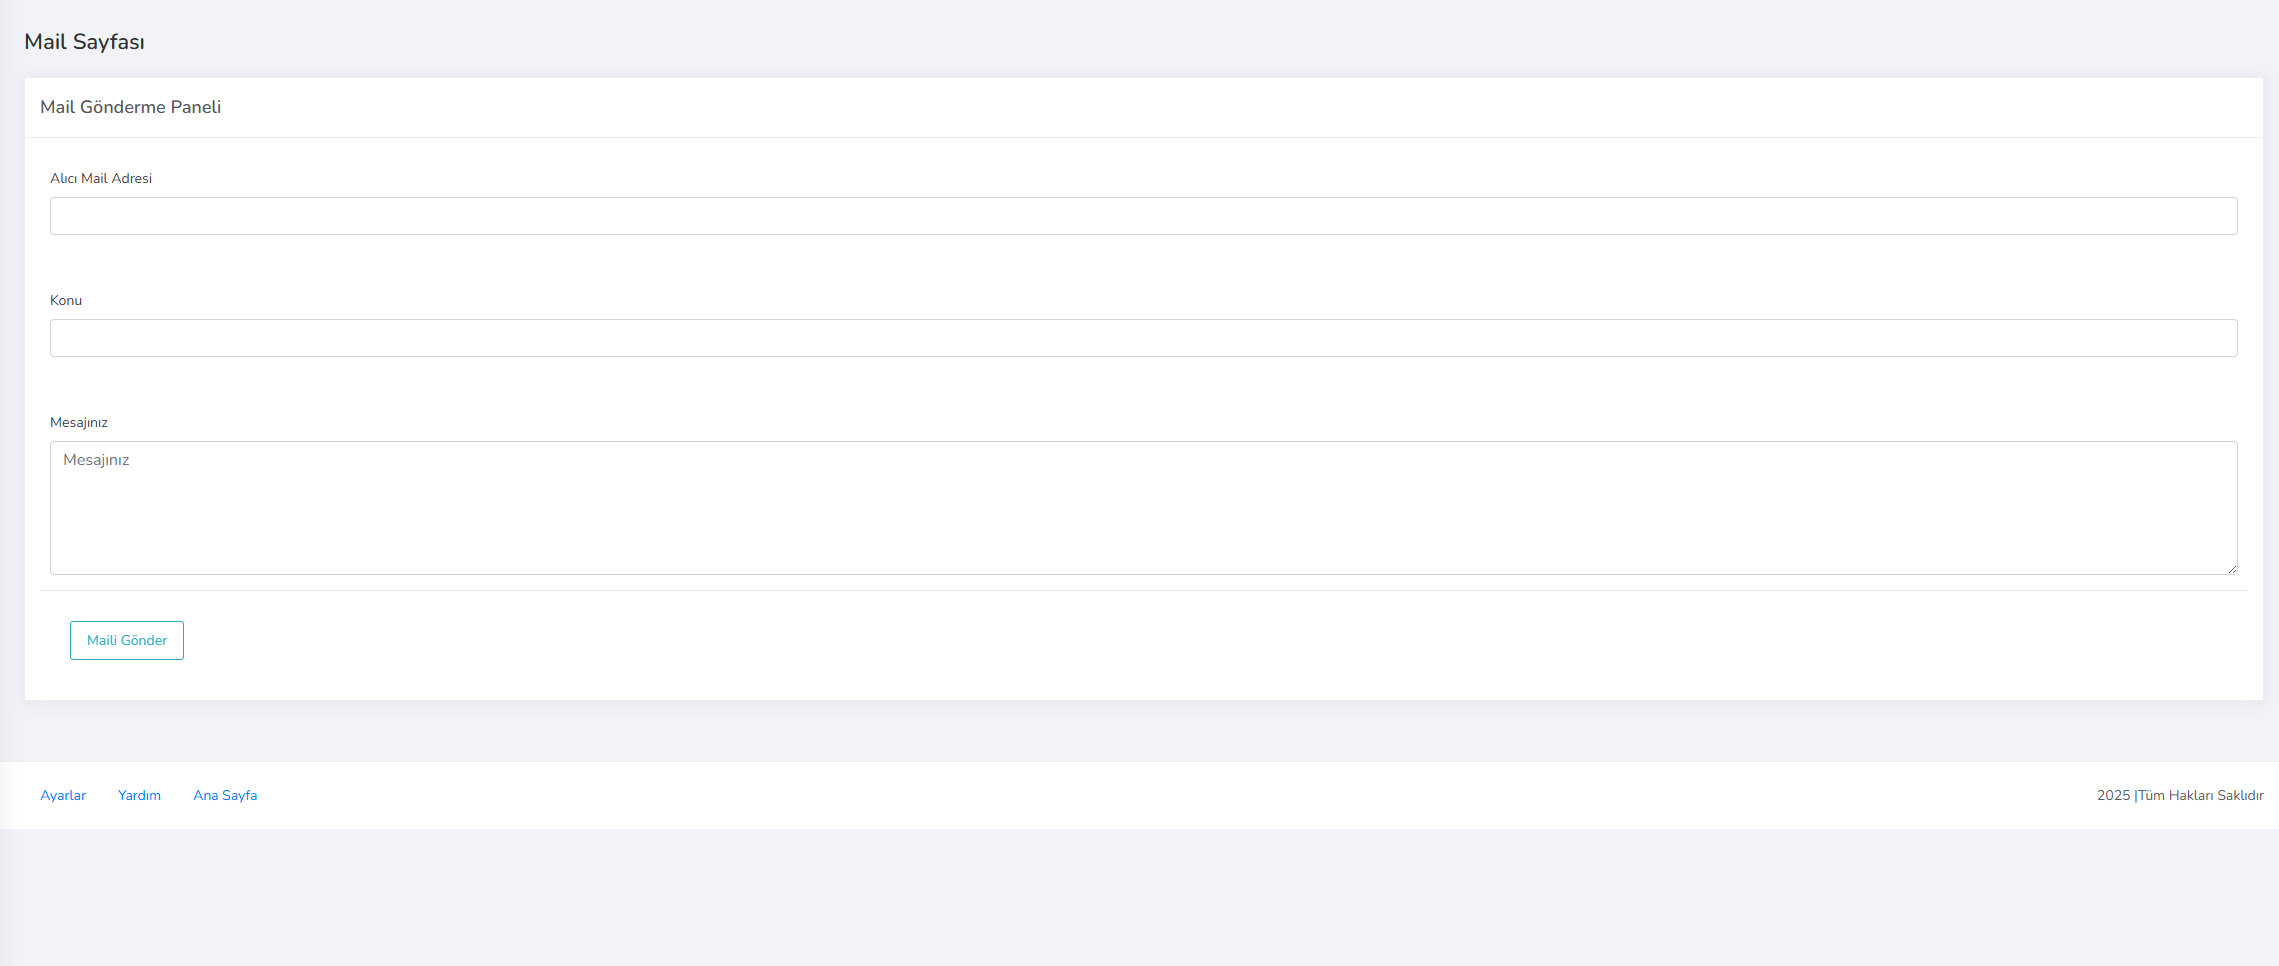 Mail Sayfası
Mail Gönderme Paneli
Alıcı Mail Adresi
Konu
Mesajınız
Mesajınız
Maili Gönder
Ayarlar Yardım Ana Sayfa 2025 |Tüm Hakları Saklıdır